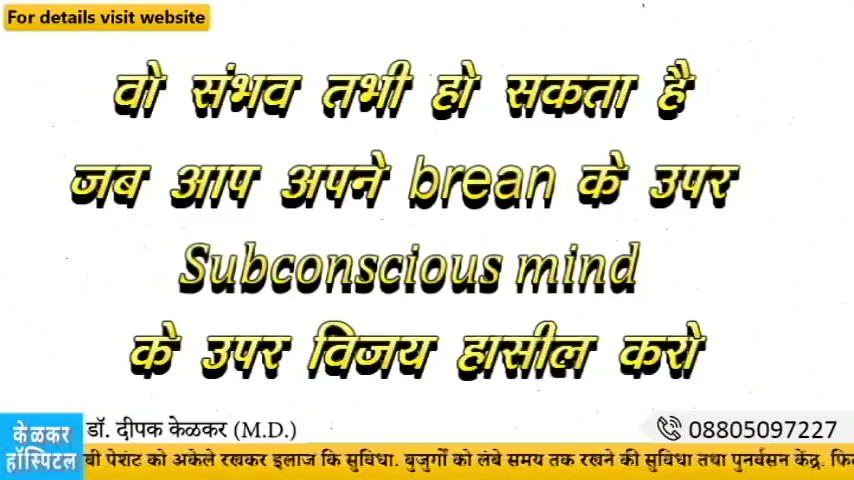 For details visit website
वो संभव तभी हो सकता है
जब आप अपने brean के उपर
Subconscious mind
के उपर विजय हासील करो
केळकर
हॉस्पिटल
डॉ. दीपक केळकर (M.D.)
08805097227
बी पेशंट को अकेले रखकर इलाज कि सुविधा. बुजुर्गो को लंबे समय तक रखने की सुविधा तथा पुनर्वसन केंद्र.